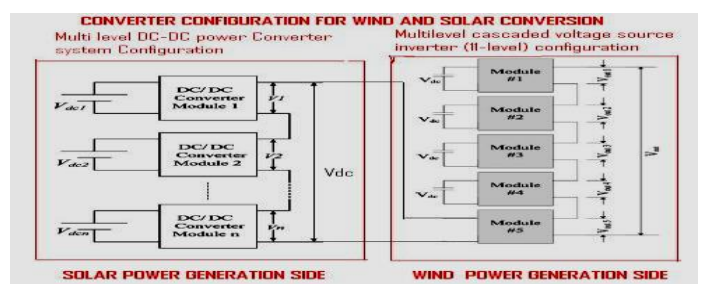 CONVERTER CONFIGURATION FOR WIND AND SOLAR CONVERSION
Multi level DC-DC power Converter
system Configuration
Multilevel cascaded voltage source
inverter (11-level) configuration
DC/DC
Converter
Module 1
Vdc1
V1
DC/DC
Converter
Module 2
Vdc2
V2
DC/DC
Converter
Module n
Vdcn
Vn
Vdc
Module
#1
Vdc
Module
#2
Vdc
Module
#3
Vdc
Module
#4
Vdc
Module
#5
SOLAR POWER GENERATION SIDE
WIND POWER GENERATION SIDE